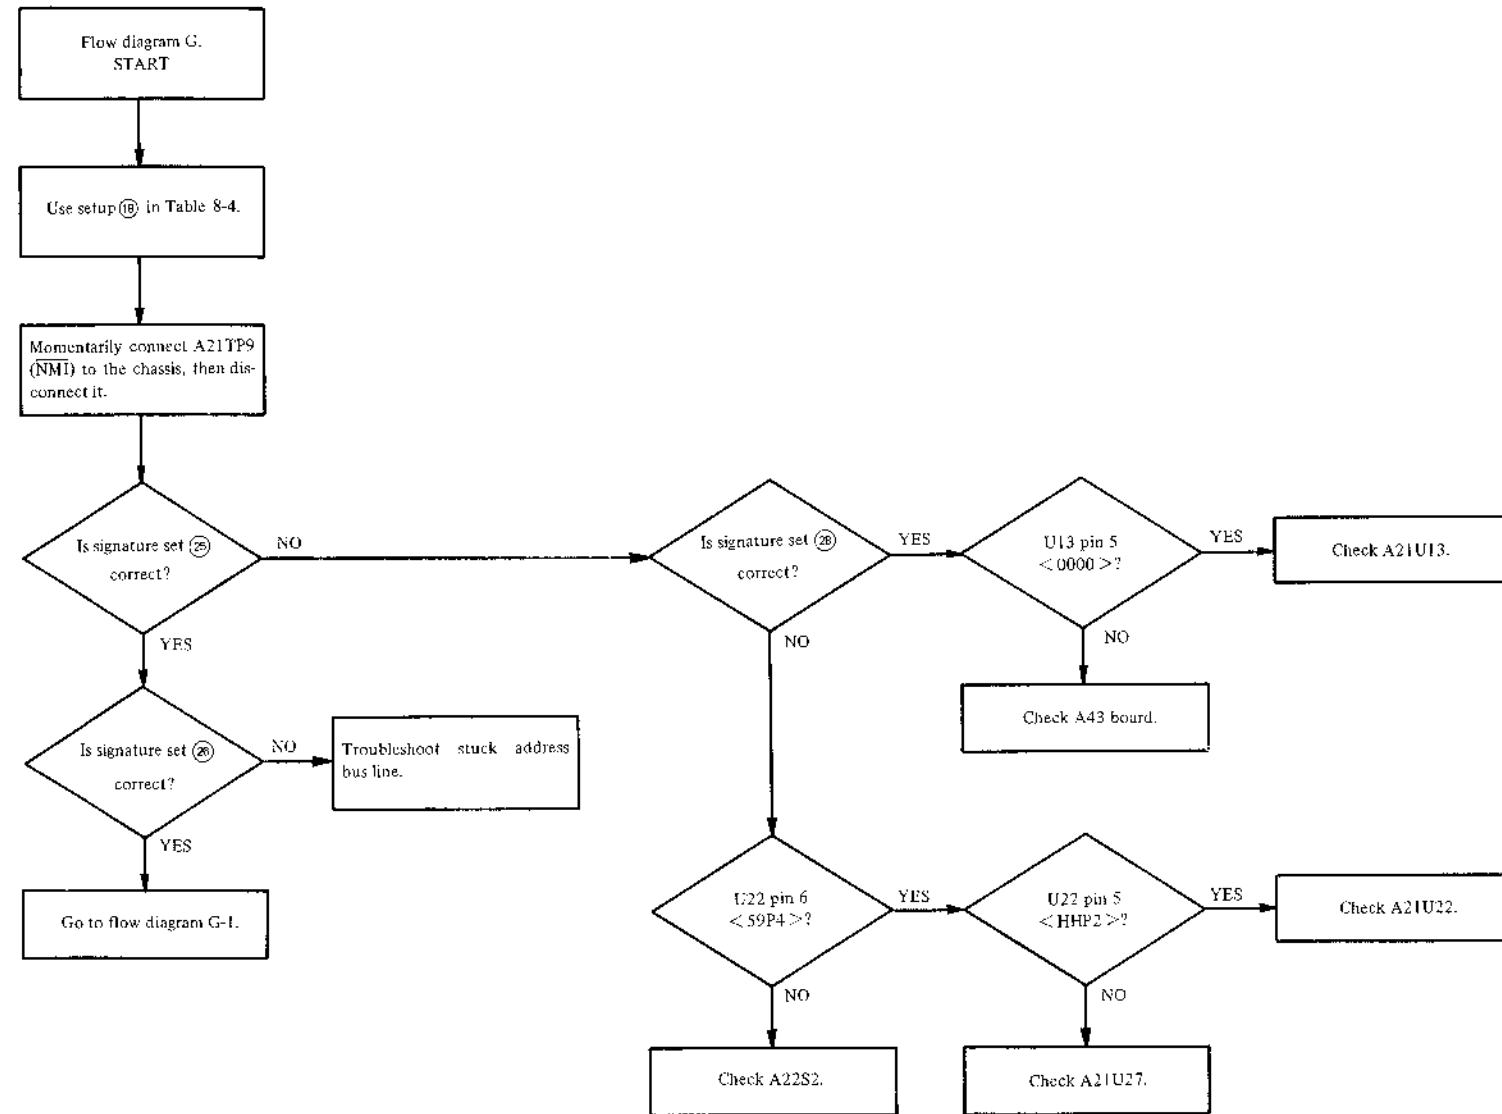 Flow diagram G.
START
Use setup ⑱ in Table 8-4.
Momentarily connect A21TP9
(N̅M̅I̅) to the chassis, then dis-
connect it.
Is signature set ㉕
correct?
NO
YES
Is signature set ㉘
correct?
YES
NO
U13 pin 5
<0000>?
YES
NO
Check A21U13.
Check A43 board.
Is signature set
correct?
NO
YES
Troubleshoot stuck address
bus line.
Go to flow diagram G-1.
U22 pin 6
<59P4>?
YES
NO
U22 pin 5
<HHP2>?
YES
NO
Check A21U22.
Check A22S2.
Check A21U27.